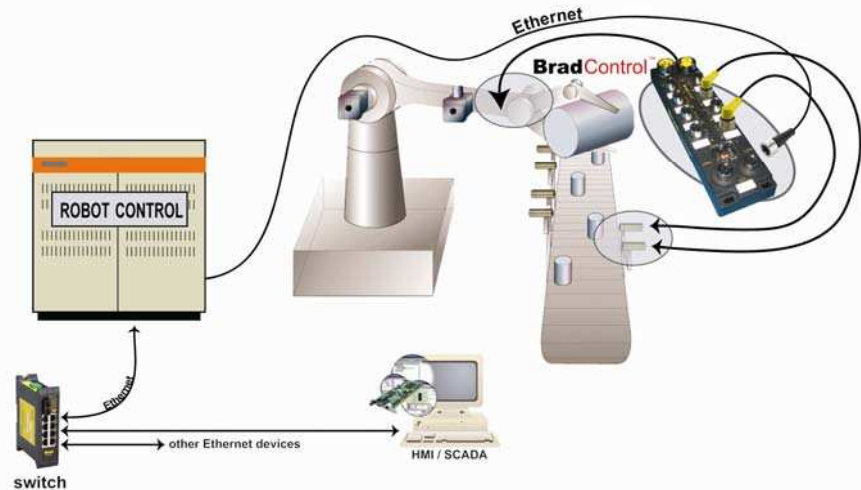 Ethernet
BradControl™
ROBOT CONTROL
Ethernet
other Ethernet devices
HMI / SCADA
switch